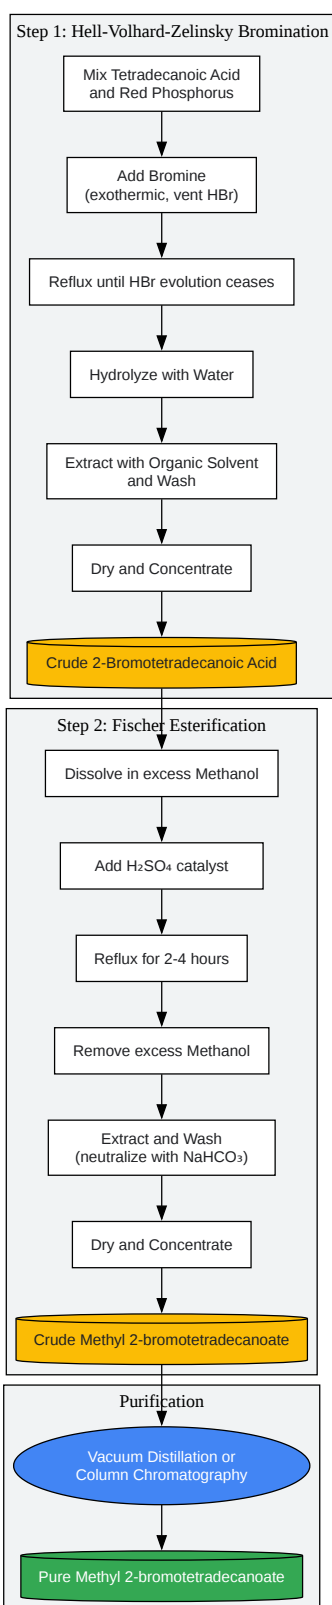 Step 1: Hell-Volhard-Zelinsky Bromination
Mix Tetradecanoic Acid
and Red Phosphorus
Add Bromine
(exothermic, vent HBr)
Reflux until HBr evolution ceases
Hydrolyze with Water
Extract with Organic Solvent
and Wash
Dry and Concentrate
Crude 2-Bromotetradecanoic Acid
Step 2: Fischer Esterification
Dissolve in excess Methanol
Add H₂SO₄ catalyst
Reflux for 2-4 hours
Remove excess Methanol
Extract and Wash
(neutralize with NaHCO₃)
Dry and Concentrate
Crude Methyl 2-bromotetradecanoate
Purification
Vacuum Distillation or
Column Chromatography
Pure Methyl 2-bromotetradecanoate